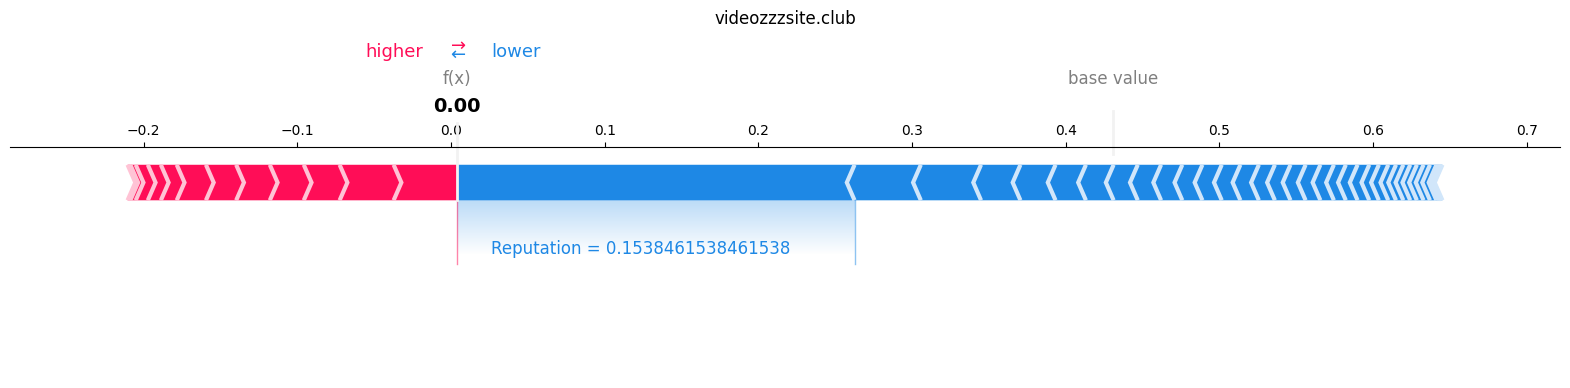 videozzzsite.club
higher ⇄ lower
f(x) base value
0.00
−0.2 −0.1 0.0 0.1 0.2 0.3 0.4 0.5 0.6 0.7
Reputation = 0.1538461538461538